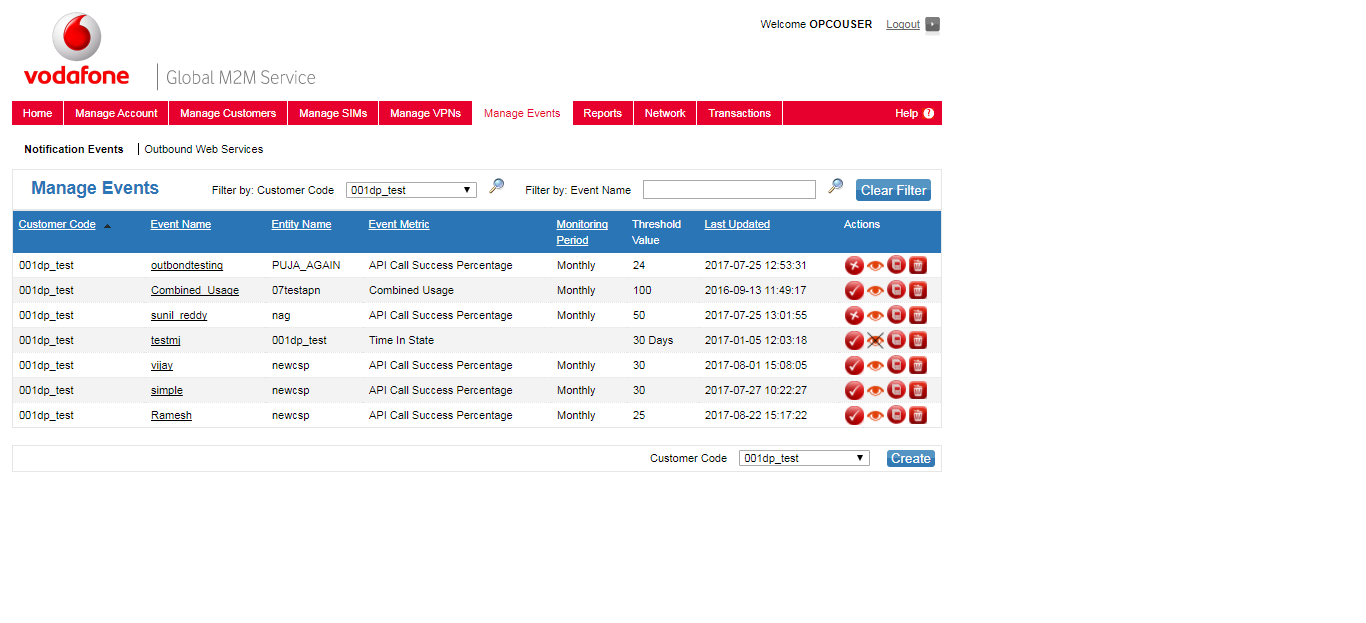 Welcome OPCOUSER Logout
vodafone Global M2M Service
Home Manage Account Manage Customers Manage SIMs Manage VPNs Manage Events Reports Network Transactions Help ?
Notification Events Outbound Web Services
Manage Events Filter by: Customer Code 001dp_test Filter by: Event Name Clear Filter
Customer Code Event Name Entity Name Event Metric Monitoring Period Threshold Value Last Updated Actions
001dp_test outbondtesting PUJA_AGAIN API Call Success Percentage Monthly 24 2017-07-25 12:53:31
001dp_test Combined_Usage 07testapn Combined Usage Monthly 100 2016-09-13 11:49:17
001dp_test sunil_reddy nag API Call Success Percentage Monthly 50 2017-07-25 13:01:55
001dp_test testmj 001dp_test Time In State 30 Days 2017-01-05 12:03:18
001dp_test vijay newcsp API Call Success Percentage Monthly 30 2017-08-01 15:08:05
001dp_test simple newcsp API Call Success Percentage Monthly 30 2017-07-27 10:22:27
001dp_test Ramesh newcsp API Call Success Percentage Monthly 25 2017-08-22 15:17:22
Customer Code 001dp_test Create